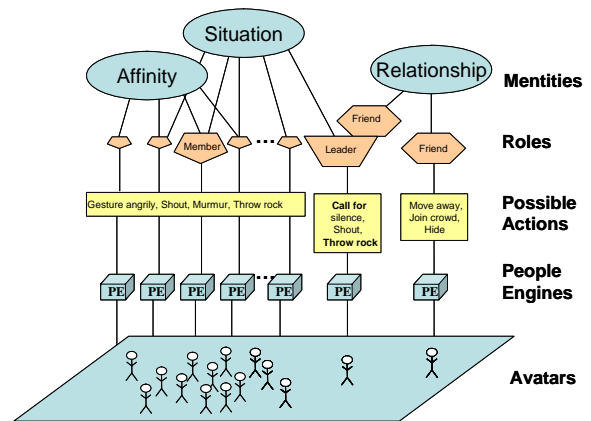 Situation
Affinity
Relationship
Mentities
Friend
Member
Leader
Friend
Roles
Gesture angrily, Shout, Murmur, Throw rock
Call for
silence,
Shout,
Throw rock
Move away,
Join crowd,
Hide
Possible
Actions
PE
PE
PE
PE
PE
PE
PE
People
Engines
Avatars